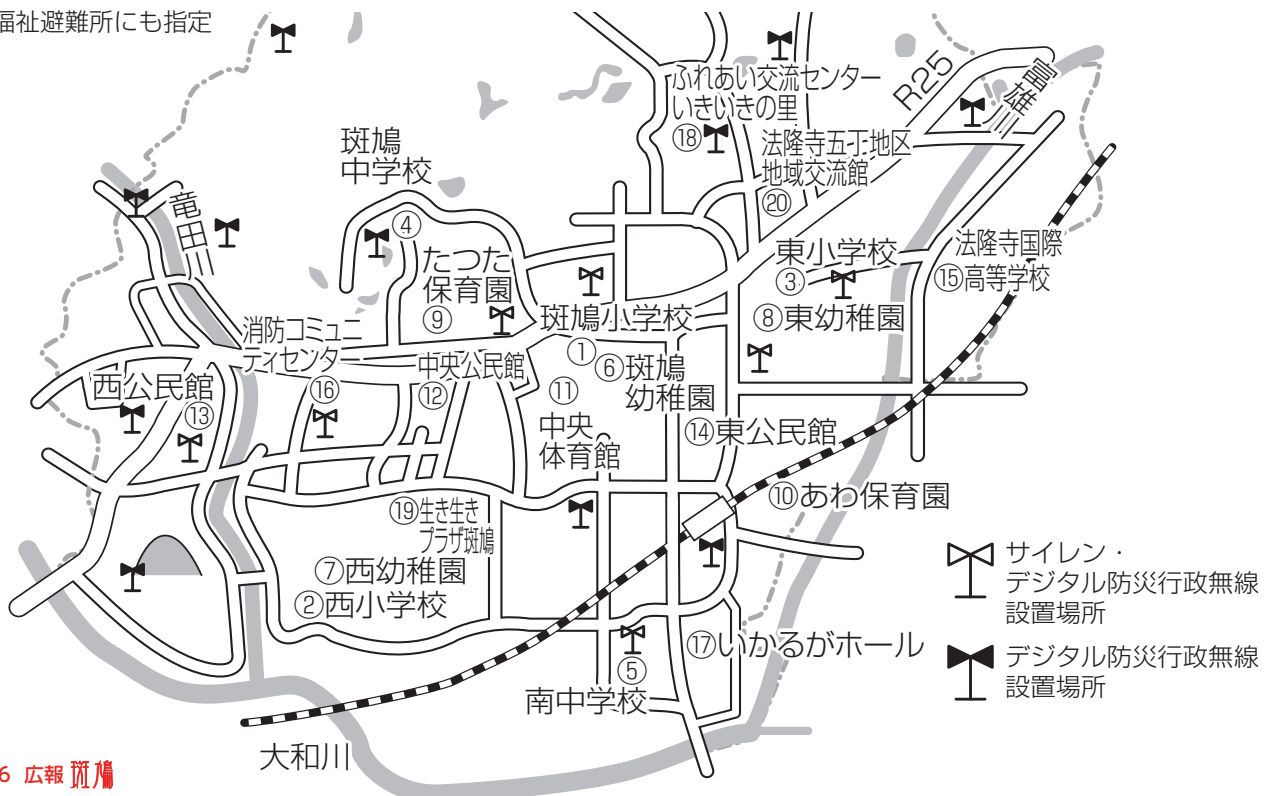 福祉避難所にも指定
ふれあい交流センター
いきいきの里
⑱
R25
富雄川
法隆寺五丁地区
地域交流館
⑳
斑鳩
中学校
④
竜田川
たつた
保育園
⑨
東小学校
③
法隆寺国際
⑮高等学校
⑧東幼稚園
消防コミュニ
ティセンター
⑯
斑鳩小学校
①
⑥斑鳩
幼稚園
中央公民館
⑫
⑪
中央
体育館
西公民館
⑬
⑭東公民館
⑩あわ保育園
⑲生き生き
プラザ斑鳩
⑦西幼稚園
②西小学校
⑤
南中学校
⑰いかるがホール
大和川
サイレン・
デジタル防災行政無線
設置場所
デジタル防災行政無線
設置場所
6 広報 斑鳩